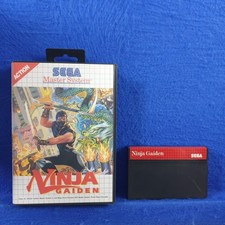 ACTION
SEGA
Master System
NINJA
GAIDEN
Ninja Gaiden
SEGA